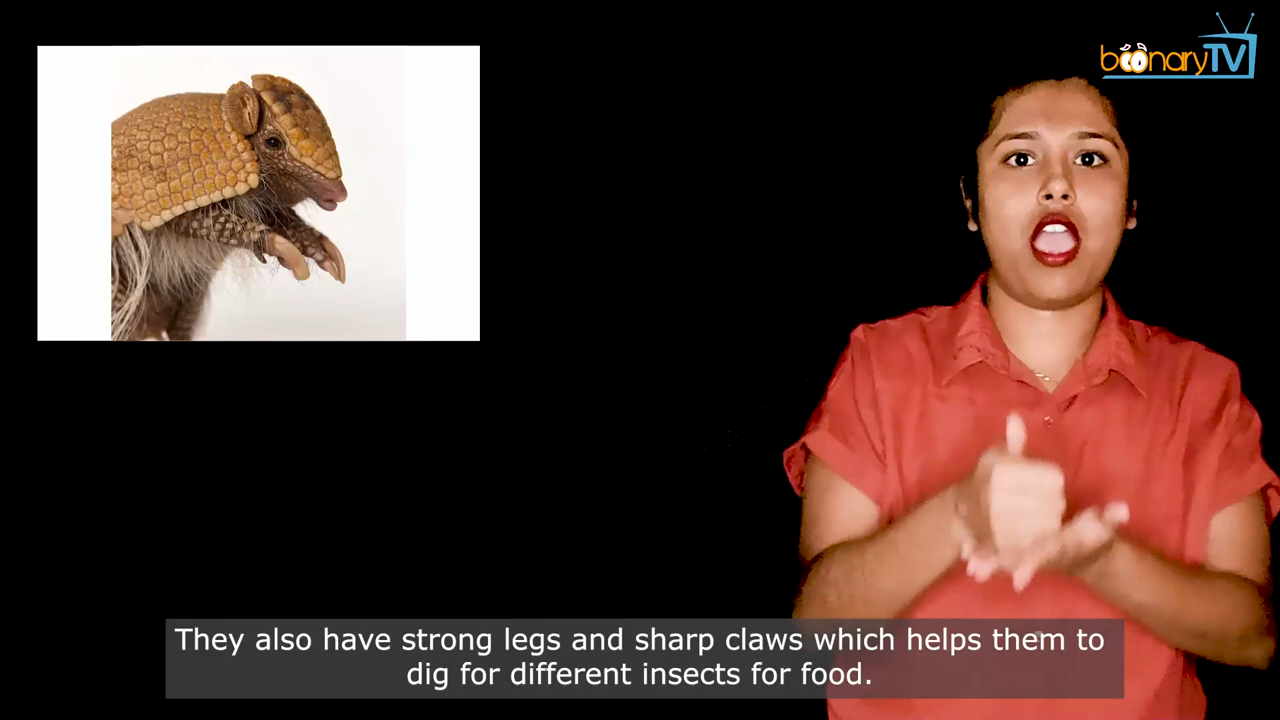 boonaryTV
They also have strong legs and sharp claws which helps them to
dig for different insects for food.